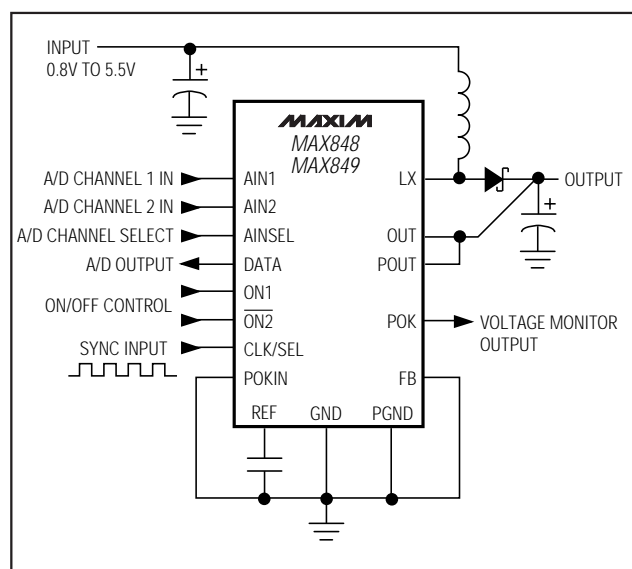 INPUT
0.8V TO 5.5V
+
MAXIM
MAX848
MAX849
A/D CHANNEL 1 IN
AIN1
LX
OUTPUT
A/D CHANNEL 2 IN
AIN2
+
A/D CHANNEL SELECT
AINSEL
OUT
A/D OUTPUT
DATA
POUT
ON/OFF CONTROL
ON1
ON2
POK
VOLTAGE MONITOR
OUTPUT
SYNC INPUT
CLK/SEL
POKIN
FB
REF
GND
PGND